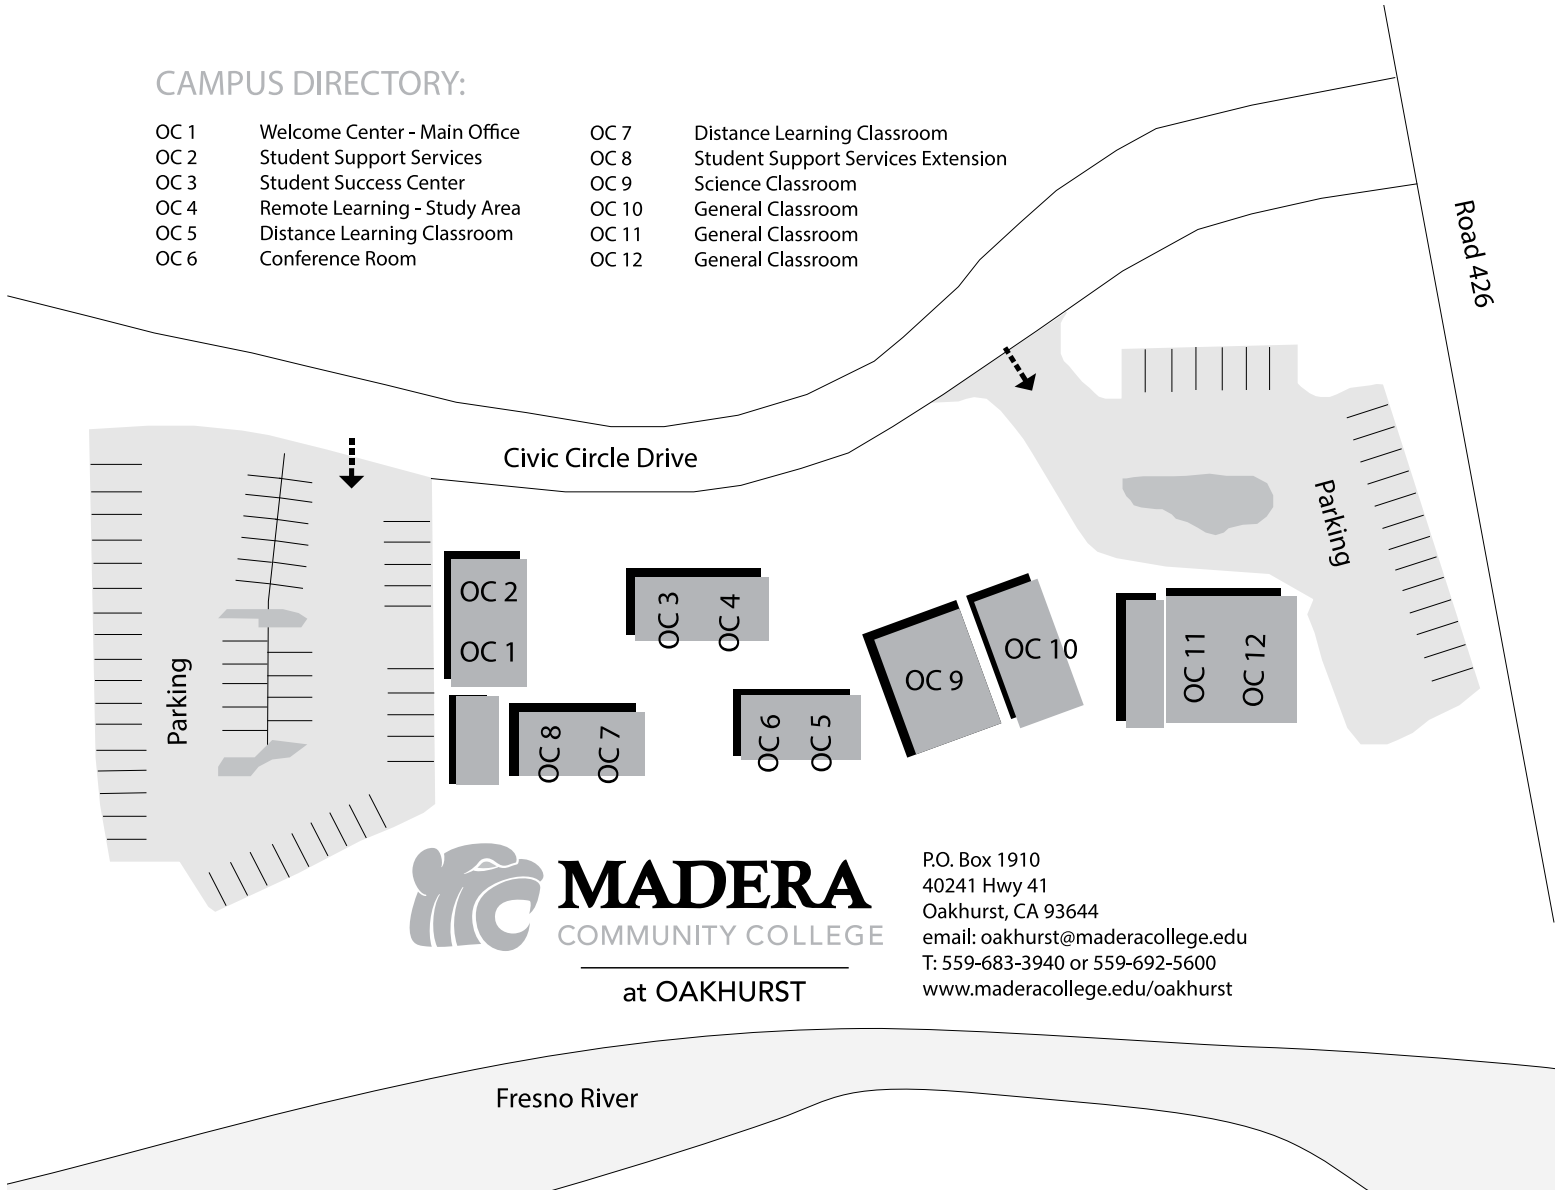 CAMPUS DIRECTORY:
OC 1 Welcome Center - Main Office
OC 2 Student Support Services
OC 3 Student Success Center
OC 4 Remote Learning - Study Area
OC 5 Distance Learning Classroom
OC 6 Conference Room
OC 7 Distance Learning Classroom
OC 8 Student Support Services Extension
OC 9 Science Classroom
OC 10 General Classroom
OC 11 General Classroom
OC 12 General Classroom
Road 426
Civic Circle Drive
Parking
Parking
OC 2
OC 1
OC 3
OC 4
OC 8
OC 7
OC 6
OC 5
OC 9
OC 10
OC 11
OC 12
MADERA
COMMUNITY COLLEGE
at OAKHURST
P.O. Box 1910
40241 Hwy 41
Oakhurst, CA 93644
email: oakhurst@maderacollege.edu
T: 559-683-3940 or 559-692-5600
www.maderacollege.edu/oakhurst
Fresno River